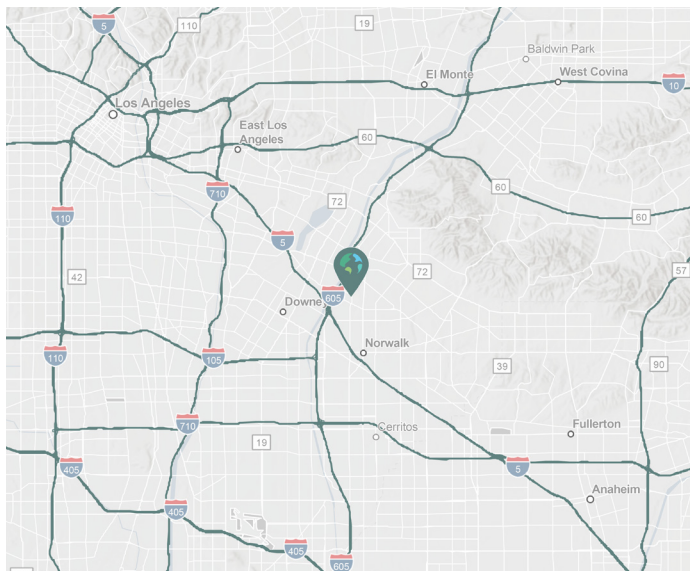 19
5
110
Baldwin Park
El Monte
West Covina
10
Los Angeles
East Los
Angeles
60
60
710
72
110
60
5
72
57
42
605
Downe
Norwalk
110
105
39
90
710
Cerritos
Fullerton
19
405
5
Anaheim
405
405
605